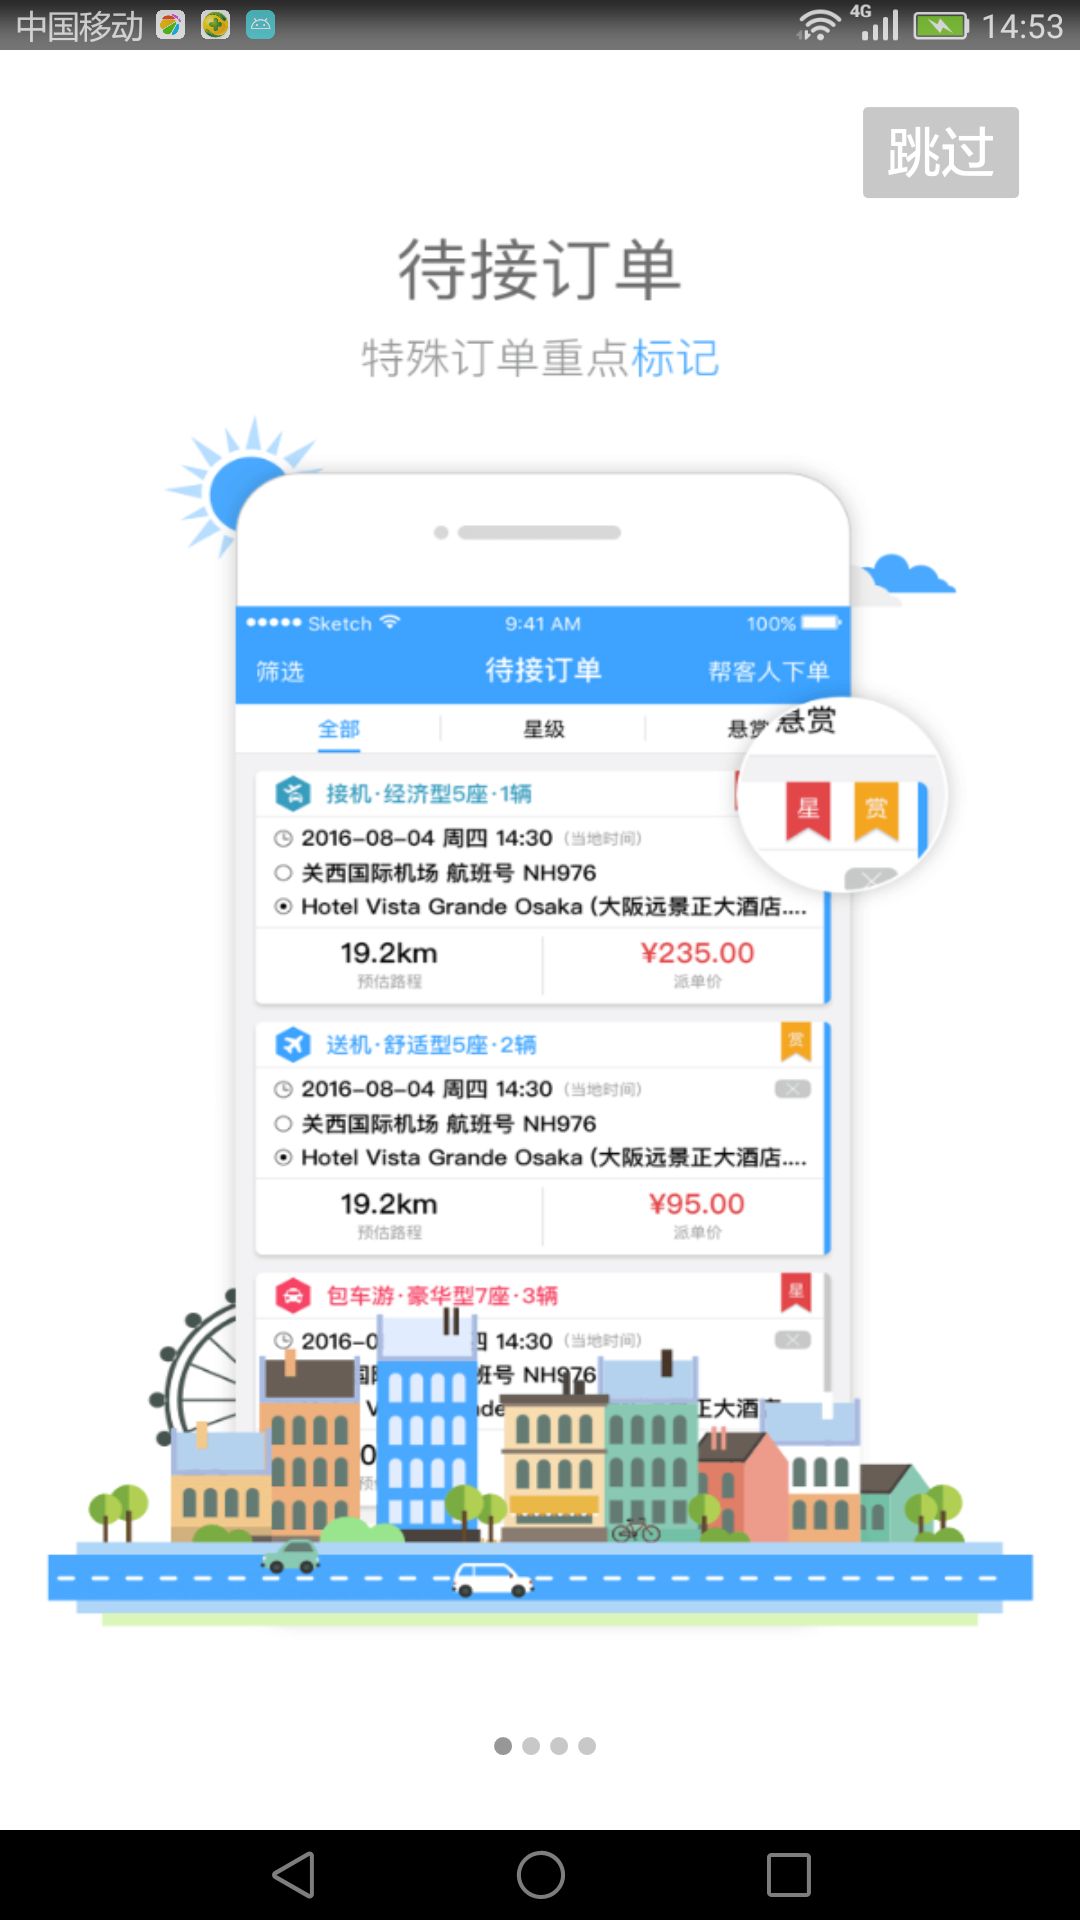 中国移动 4G 14:53
跳过
待接订单
特殊订单重点标记
Sketch 9:41 AM 100%
筛选 待接订单 帮客人下单
全部 星级 悬赏 悬赏
星 赏
接机·经济型5座·1辆
2016-08-04 周四 14:30 (当地时间)
关西国际机场 航班号 NH976
Hotel Vista Grande Osaka (大阪远景正大酒店....
19.2km ¥235.00
预估路程 派单价
送机·舒适型5座·2辆 赏
2016-08-04 周四 14:30 (当地时间)
关西国际机场 航班号 NH976
Hotel Vista Grande Osaka (大阪远景正大酒店....
19.2km ¥95.00
预估路程 派单价
包车游·豪华型7座·3辆 星
2016-0 14:30 (当地时间)
班号 NH976
正大酒